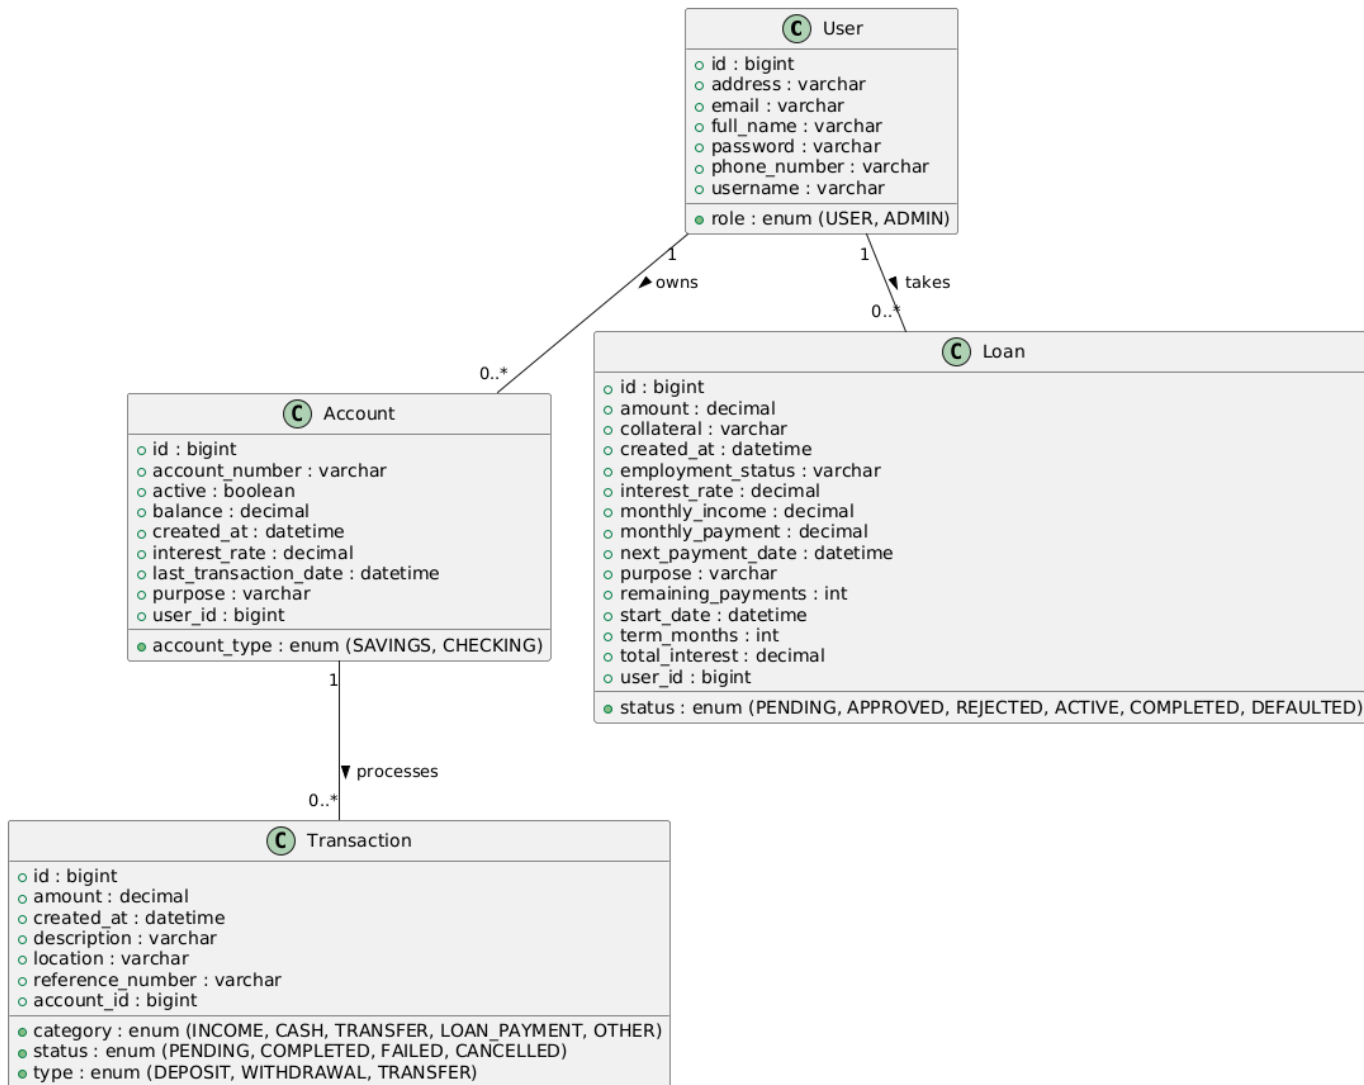 C User
id : bigint
address : varchar
email : varchar
full_name : varchar
password : varchar
phone_number : varchar
username : varchar
role : enum (USER, ADMIN)
1
owns
0..*
1
takes
0..*
C Account
id : bigint
account_number : varchar
active : boolean
balance : decimal
created_at : datetime
interest_rate : decimal
last_transaction_date : datetime
purpose : varchar
user_id : bigint
account_type : enum (SAVINGS, CHECKING)
C Loan
id : bigint
amount : decimal
collateral : varchar
created_at : datetime
employment_status : varchar
interest_rate : decimal
monthly_income : decimal
monthly_payment : decimal
next_payment_date : datetime
purpose : varchar
remaining_payments : int
start_date : datetime
term_months : int
total_interest : decimal
user_id : bigint
status : enum (PENDING, APPROVED, REJECTED, ACTIVE, COMPLETED, DEFAULTED)
1
processes
0..*
C Transaction
id : bigint
amount : decimal
created_at : datetime
description : varchar
location : varchar
reference_number : varchar
account_id : bigint
category : enum (INCOME, CASH, TRANSFER, LOAN_PAYMENT, OTHER)
status : enum (PENDING, COMPLETED, FAILED, CANCELLED)
type : enum (DEPOSIT, WITHDRAWAL, TRANSFER)